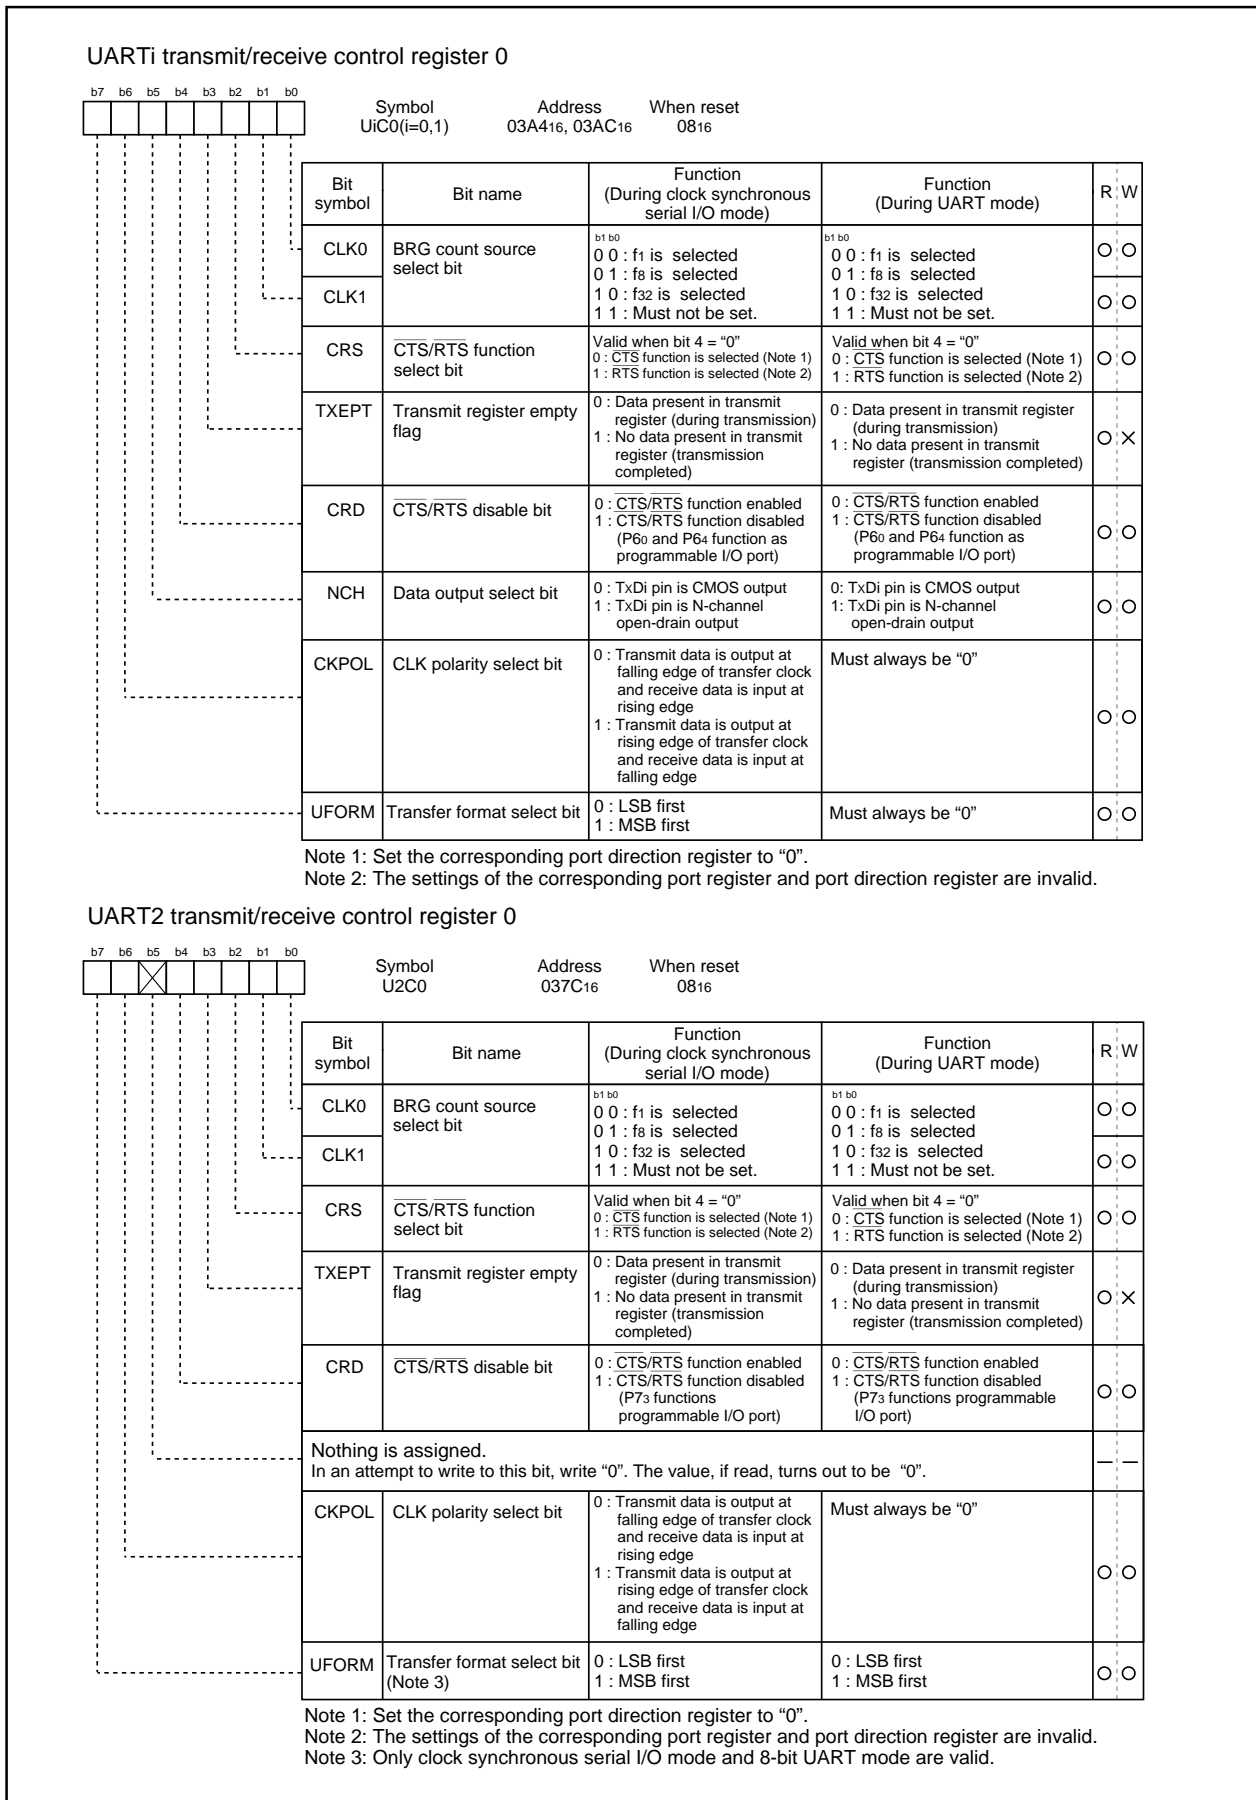 UARTi transmit/receive control register 0
b7 b6 b5 b4 b3 b2 b1 b0
Symbol Address When reset
UiC0(i=0,1) 03A416, 03AC16 0816
Bit symbol
Bit name
Function
(During clock synchronous
serial I/O mode)
Function
(During UART mode)
R W
CLK0
CLK1
BRG count source
select bit
b1 b0
0 0 : f1 is selected
0 1 : f8 is selected
1 0 : f32 is selected
1 1 : Must not be set.
b1 b0
0 0 : f1 is selected
0 1 : f8 is selected
1 0 : f32 is selected
1 1 : Must not be set.
CRS
CTS/RTS function
select bit
Valid when bit 4 = “0”
0 : CTS function is selected (Note 1)
1 : RTS function is selected (Note 2)
Valid when bit 4 = “0”
0 : CTS function is selected (Note 1)
1 : RTS function is selected (Note 2)
TXEPT
Transmit register empty
flag
0 : Data present in transmit
register (during transmission)
1 : No data present in transmit
register (transmission
completed)
0 : Data present in transmit register
(during transmission)
1 : No data present in transmit
register (transmission completed)
CRD
CTS/RTS disable bit
0 : CTS/RTS function enabled
1 : CTS/RTS function disabled
(P60 and P64 function as
programmable I/O port)
0 : CTS/RTS function enabled
1 : CTS/RTS function disabled
(P60 and P64 function as
programmable I/O port)
NCH
Data output select bit
0 : TXDi pin is CMOS output
1 : TXDi pin is N-channel
open-drain output
0: TXDi pin is CMOS output
1: TXDi pin is N-channel
open-drain output
CKPOL
CLK polarity select bit
0 : Transmit data is output at
falling edge of transfer clock
and receive data is input at
rising edge
1 : Transmit data is output at
rising edge of transfer clock
and receive data is input at
falling edge
Must always be “0”
UFORM
Transfer format select bit
0 : LSB first
1 : MSB first
Must always be “0”
Note 1: Set the corresponding port direction register to “0”.
Note 2: The settings of the corresponding port register and port direction register are invalid.
UART2 transmit/receive control register 0
b7 b6 b5 b4 b3 b2 b1 b0
Symbol Address When reset
U2C0 037C16 0816
Bit symbol
Bit name
Function
(During clock synchronous
serial I/O mode)
Function
(During UART mode)
R W
CLK0
CLK1
BRG count source
select bit
b1 b0
0 0 : f1 is selected
0 1 : f8 is selected
1 0 : f32 is selected
1 1 : Must not be set.
b1 b0
0 0 : f1 is selected
0 1 : f8 is selected
1 0 : f32 is selected
1 1 : Must not be set.
CRS
CTS/RTS function
select bit
Valid when bit 4 = “0”
0 : CTS function is selected (Note 1)
1 : RTS function is selected (Note 2)
Valid when bit 4 = “0”
0 : CTS function is selected (Note 1)
1 : RTS function is selected (Note 2)
TXEPT
Transmit register empty
flag
0 : Data present in transmit
register (during transmission)
1 : No data present in transmit
register (transmission
completed)
0 : Data present in transmit register
(during transmission)
1 : No data present in transmit
register (transmission completed)
CRD
CTS/RTS disable bit
0 : CTS/RTS function enabled
1 : CTS/RTS function disabled
(P73 functions
programmable I/O port)
0 : CTS/RTS function enabled
1 : CTS/RTS function disabled
(P73 functions programmable
I/O port)
Nothing is assigned.
In an attempt to write to this bit, write “0”. The value, if read, turns out to be “0”.
CKPOL
CLK polarity select bit
0 : Transmit data is output at
falling edge of transfer clock
and receive data is input at
rising edge
1 : Transmit data is output at
rising edge of transfer clock
and receive data is input at
falling edge
Must always be “0”
UFORM
Transfer format select bit
(Note 3)
0 : LSB first
1 : MSB first
0 : LSB first
1 : MSB first
Note 1: Set the corresponding port direction register to “0”.
Note 2: The settings of the corresponding port register and port direction register are invalid.
Note 3: Only clock synchronous serial I/O mode and 8-bit UART mode are valid.